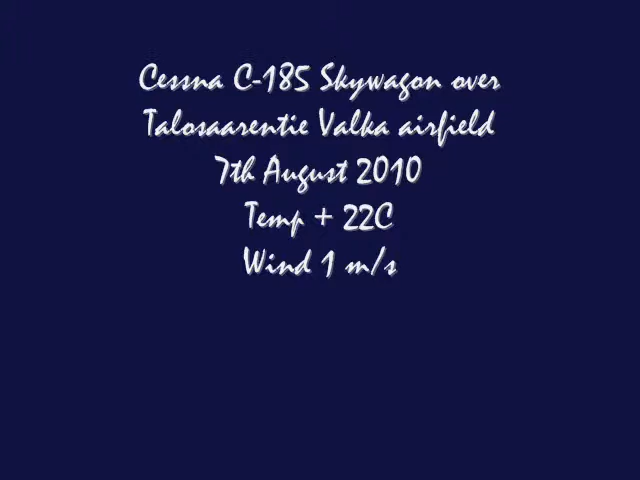 Cessna C-185 Skywagon over
Talosaarentie Valka airfield
7th August 2010
Temp + 22C
Wind 1 m/s